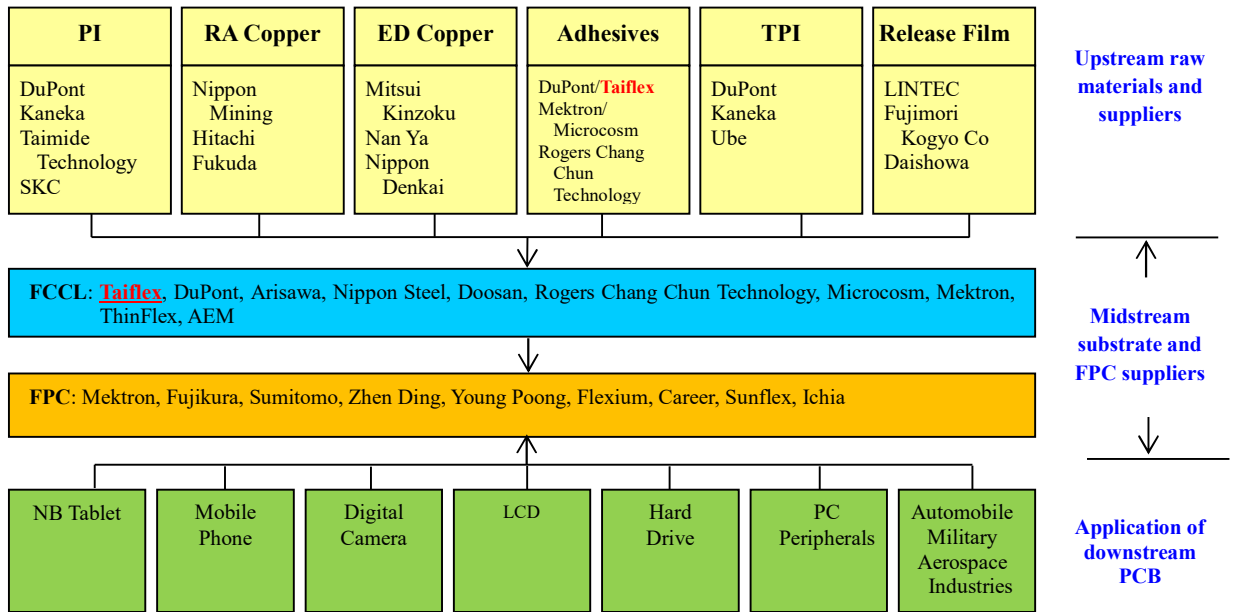 PI
DuPont
Kaneka
Taimide
Technology
SKC
RA Copper
Nippon
Mining
Hitachi
Fukuda
ED Copper
Mitsui
Kinzoku
Nan Ya
Nippon
Denkai
Adhesives
DuPont/Taiflex
Mektron/
Microcosm
Rogers Chang
Chun
Technology
TPI
DuPont
Kaneka
Ube
Release Film
LINTEC
Fujimori
Kogyo Co
Daishowa
Upstream raw
materials and
suppliers
FCCL: Taiflex, DuPont, Arisawa, Nippon Steel, Doosan, Rogers Chang Chun Technology, Microcosm, Mektron,
ThinFlex, AEM
Midstream
substrate and
FPC suppliers
FPC: Mektron, Fujikura, Sumitomo, Zhen Ding, Young Poong, Flexium, Career, Sunflex, Ichia
NB Tablet
Mobile
Phone
Digital
Camera
LCD
Hard
Drive
PC
Peripherals
Automobile
Military
Aerospace
Industries
Application of
downstream
PCB